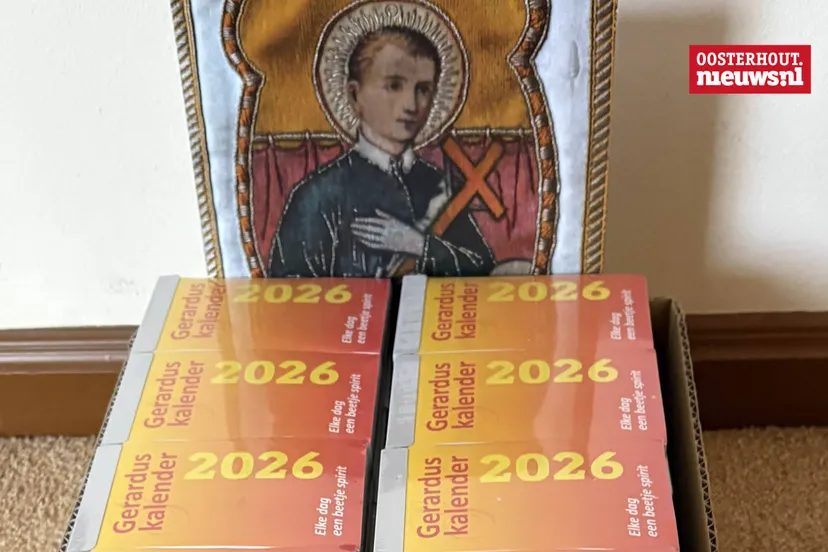 OOSTERHOUT.
nieuws.nl
Gerardus
kalender
2026
Elke dag
een beetje spirit
Gerardus
kalender
2026
Elke dag
een beetje spirit
Gerardus
kalender
2026
Elke dag
een beetje spirit
Gerardus
kalender
2026
Elke dag
een beetje spirit
Gerardus
kalender
2026
Elke dag
een beetje spirit
Gerardus
kalender
2026
Elke dag
een beetje spirit